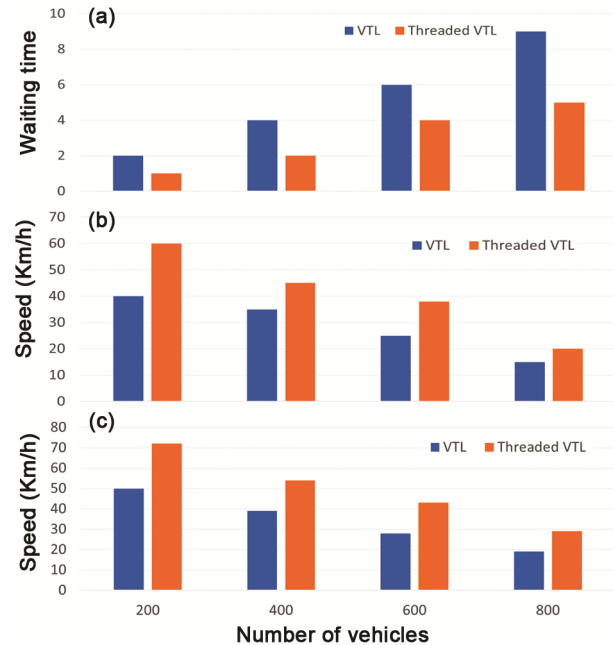 (a)
VTL Threaded VTL
Waiting time
10
8
6
4
2
0
(b)
VTL Threaded VTL
Speed (Km/h)
70
60
50
40
30
20
10
0
(c)
VTL Threaded VTL
Speed (Km/h)
80
70
60
50
40
30
20
10
0
200 400 600 800
Number of vehicles